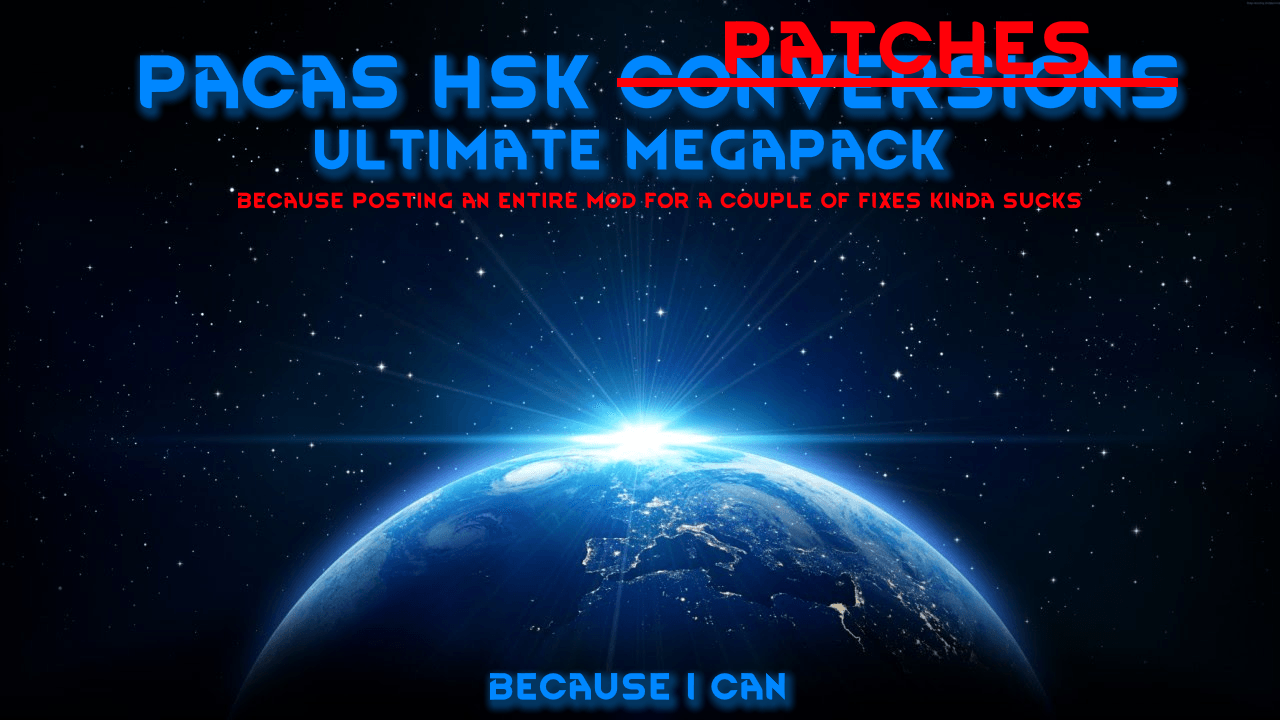 PATCHES
PACAS HSK CONVERSIONS
ULTIMATE MEGAPACK
BECAUSE POSTING AN ENTIRE MOD FOR A COUPLE OF FIXES KINDA SUCKS
BECAUSE I CAN